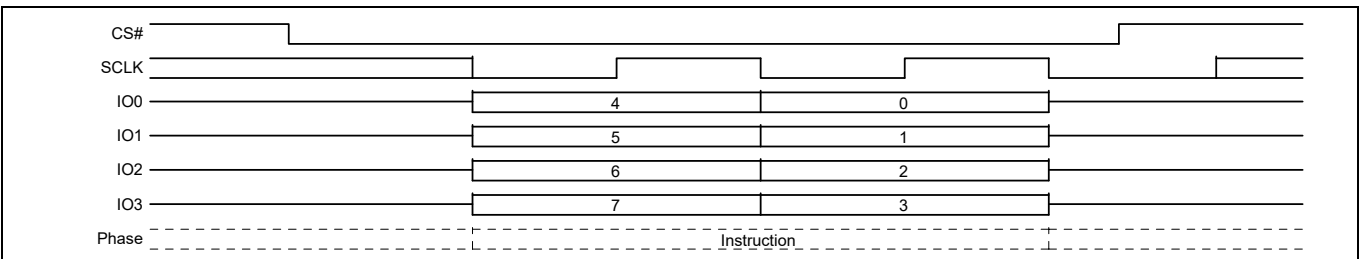 CS#
SCLK
IO0 4 0
IO1 5 1
IO2 6 2
IO3 7 3
Phase Instruction